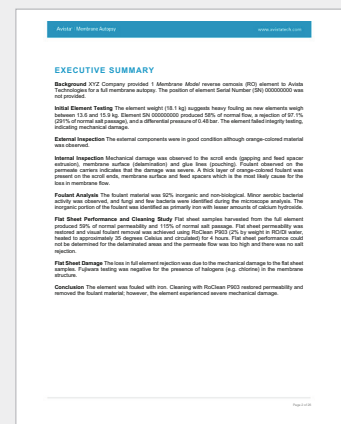 Avista · Membrane Autopsy
www.avistatech.com
EXECUTIVE SUMMARY
Background XYZ Company provided 1 Membrane Model reverse osmosis (RO) element to Avista
Technologies for a full membrane autopsy. The position of element Serial Number (SN) 000000000 was
not provided.
Initial Element Testing The element weight (18.1 kg) suggests heavy fouling as new elements weigh
between 13.6 and 15.9 kg. Element SN 000000000 produced 58% of normal flow, a rejection of 97.1%
(291% of normal salt passage), and a differential pressure of 0.48 bar. The element failed integrity testing,
indicating mechanical damage.
External Inspection The external components were in good condition although orange-colored material
was observed.
Internal Inspection Mechanical damage was observed to the scroll ends (gapping and feed spacer
extrusion), membrane surface (delamination) and glue lines (pouching). Foulant observed on the
permeate carriers indicates that the damage was severe. A thick layer of orange-colored foulant was
present on the scroll ends, membrane surface and feed spacers which is the most likely cause for the
loss in membrane flow.
Foulant Analysis The foulant material was 92% inorganic and non-biological. Minor aerobic bacterial
activity was observed, and fungi and few bacteria were identified during the microscope analysis. The
inorganic portion of the foulant was identified as primarily iron with lesser amounts of calcium hydroxide.
Flat Sheet Performance and Cleaning Study Flat sheet samples harvested from the full element
produced 59% of normal permeability and 115% of normal salt passage. Flat sheet permeability was
restored and visual foulant removal was achieved using RoClean P903 (2% by weight in RO/DI water,
heated to approximately 35 degrees Celsius and circulated) for 4 hours. Flat sheet performance could
not be determined for the delaminated areas and the permeate flow was too high and there was no salt
rejection.
Flat Sheet Damage The loss in full element rejection was due to the mechanical damage to the flat sheet
samples. Fujiwara testing was negative for the presence of halogens (e.g. chlorine) in the membrane
structure.
Conclusion The element was fouled with iron. Cleaning with RoClean P903 restored permeability and
removed the foulant material; however, the element experienced severe mechanical damage.